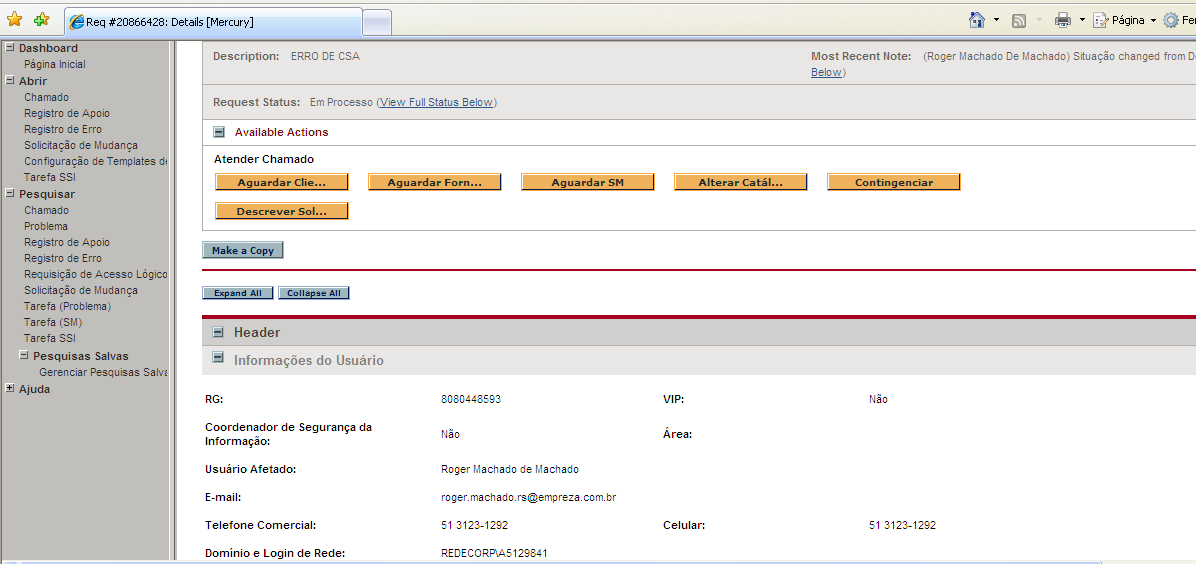 Req #20866428: Details [Mercury]
Página
Dashboard
Página Inicial
Abrir
Chamado
Registro de Apoio
Registro de Erro
Solicitação de Mudança
Configuração de Templates
Tarefa SSI
Pesquisar
Chamado
Problema
Registro de Apoio
Registro de Erro
Requisição de Acesso Lógico
Solicitação de Mudança
Tarefa (Problema)
Tarefa (SM)
Tarefa SSI
Pesquisas Salvas
Gerenciar Pesquisas
Ajuda
Description: ERRO DE CSA
Most Recent Note: (Roger Machado De Machado) Situação changed from
Below)
Request Status: Em Processo (View Full Status Below)
Available Actions
Atender Chamado
Aguardar Clie... Aguardar Forn... Aguardar SM Alterar Catál... Contingenciar
Descrever Sol...
Make a Copy
Expand All Collapse All
Header
Informações do Usuário
RG: 8080448593 VIP: Não
Coordenador de Segurança da
Informação: Não Área:
Usuário Afetado: Roger Machado de Machado
E-mail: roger.machado.rs@empreza.com.br
Telefone Comercial: 51 3123-1292 Celular: 51 3123-1292
Domínio e Login de Rede: REDECORP\A5129841